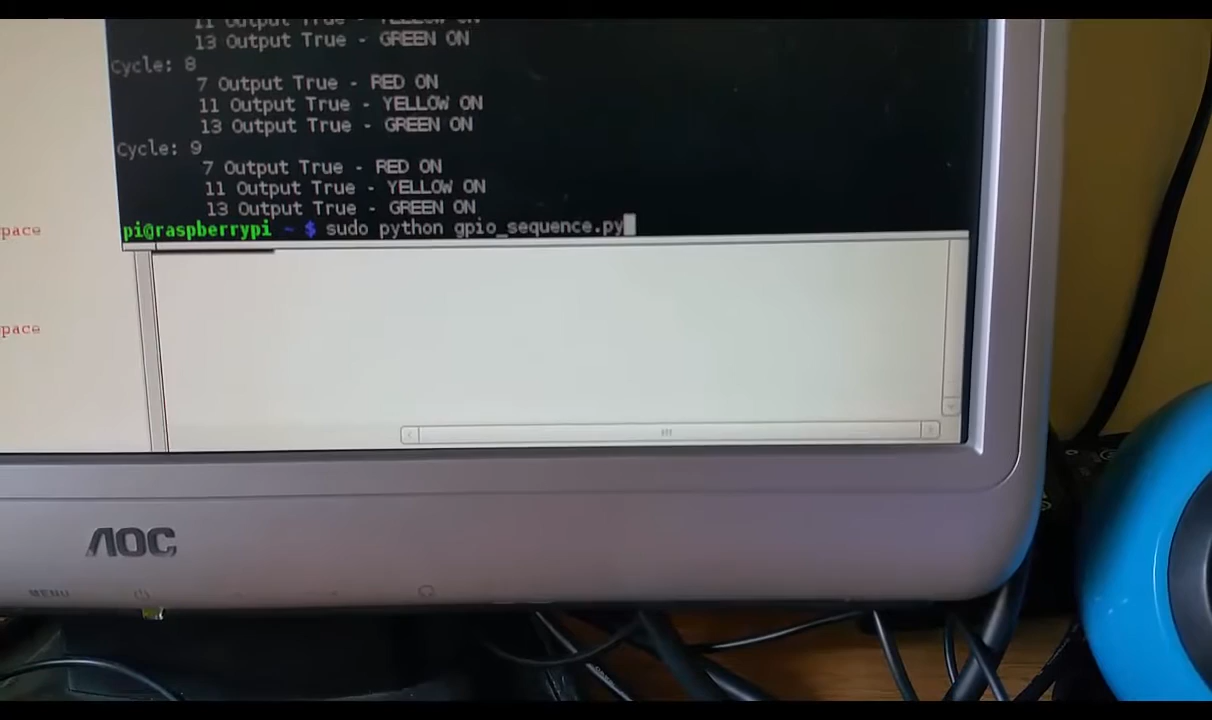 11 Output True - YELLOW ON
13 Output True - GREEN ON
Cycle: 8
7 Output True - RED ON
11 Output True - YELLOW ON
13 Output True - GREEN ON
Cycle: 9
7 Output True - RED ON
11 Output True - YELLOW ON
13 Output True - GREEN ON
pi@raspberrypi ~ $ sudo python gpio_sequence.py
pace
pace
AOC
MENU